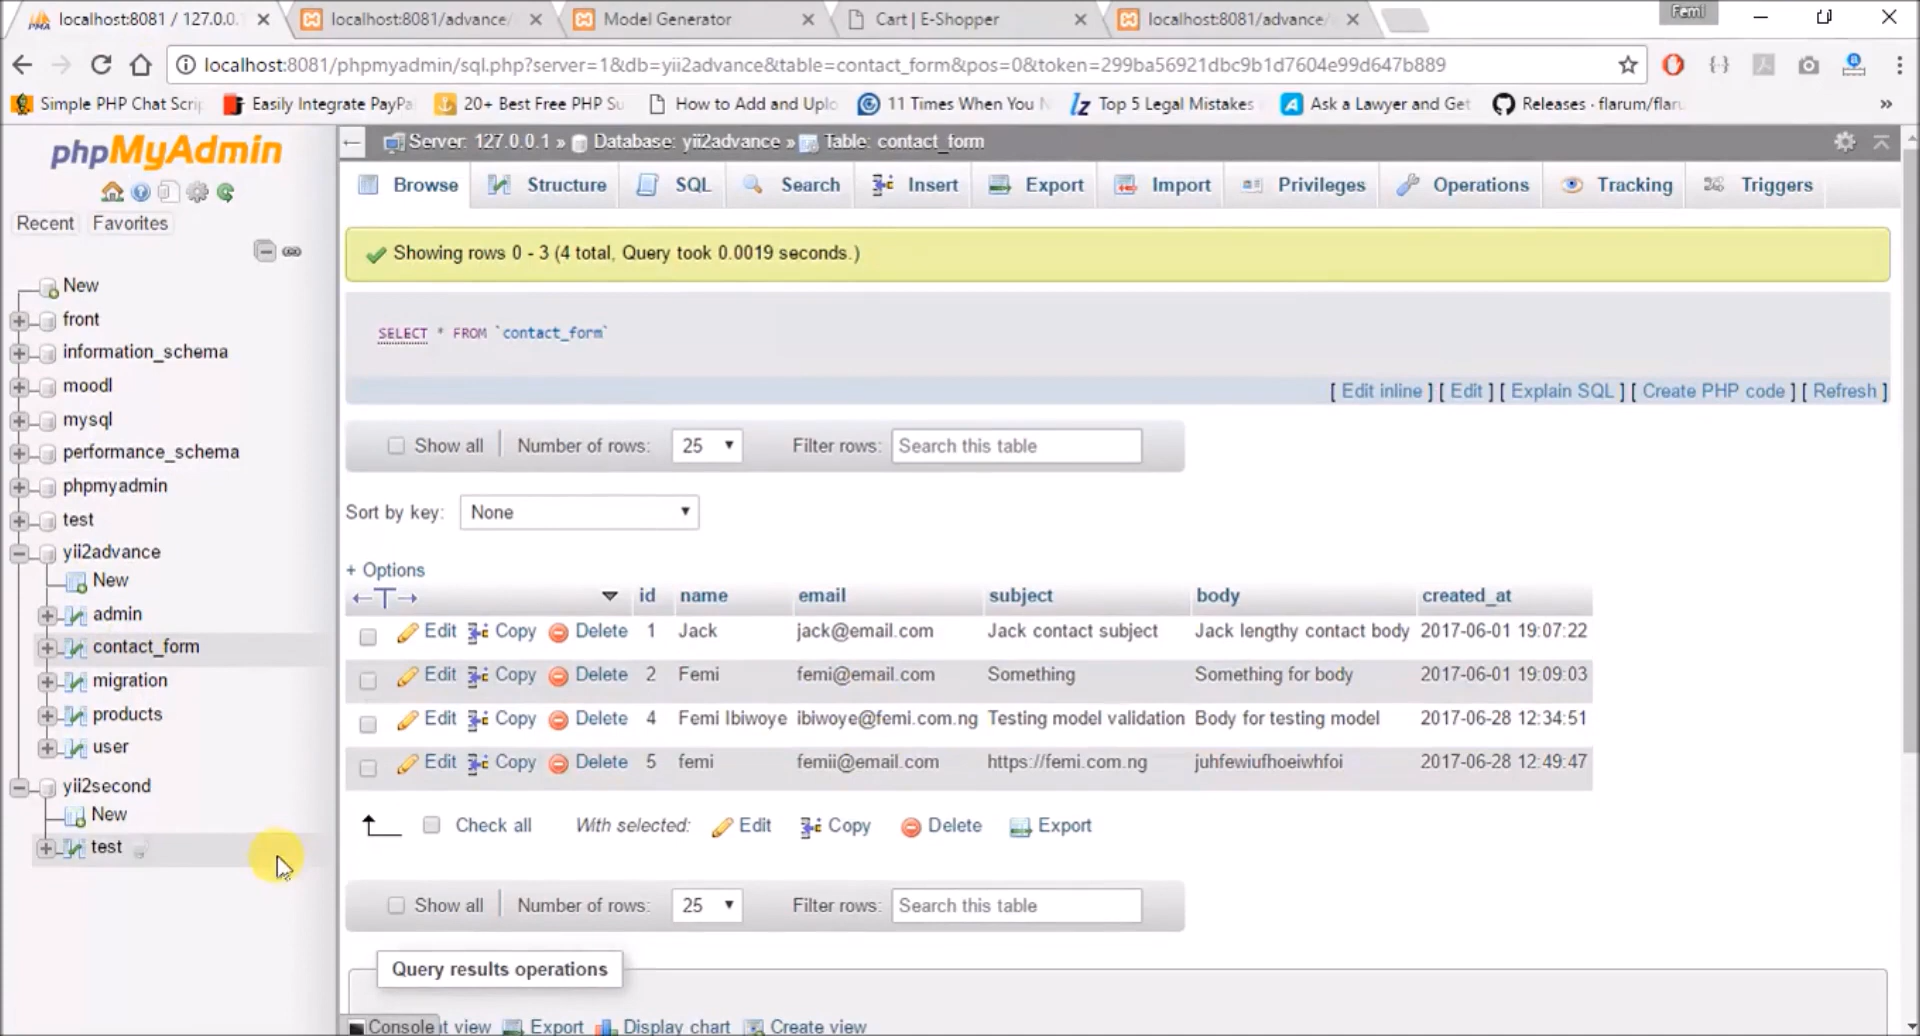 localhost:8081 / 127.0.0.
localhost:8081/advance/
Model Generator
Cart | E-Shopper
localhost:8081/advance/
Femi
localhost:8081/phpmyadmin/sql.php?server=1&db=yii2advance&table=contact_form&pos=0&token=299ba56921dbc9b1d7604e99d647b889
Simple PHP Chat Scri
Easily Integrate PayPa
20+ Best Free PHP Su
How to Add and Uplo
11 Times When You N
Top 5 Legal Mistakes
Ask a Lawyer and Get
Releases · flarum/flaru
»
phpMyAdmin
Recent
Favorites
New
front
information_schema
moodl
mysql
performance_schema
phpmyadmin
test
yii2advance
New
admin
contact_form
migration
products
user
yii2second
New
test
Server: 127.0.0.1 » Database: yii2advance » Table: contact_form
Browse
Structure
SQL
Search
Insert
Export
Import
Privileges
Operations
Tracking
Triggers
Showing rows 0 - 3 (4 total, Query took 0.0019 seconds.)
SELECT * FROM `contact_form`
[ Edit inline ] [ Edit ] [ Explain SQL ] [ Create PHP code ] [ Refresh ]
Show all | Number of rows: 25 Filter rows: Search this table
Sort by key: None
+ Options
←T→ id name email subject body created_at
Edit Copy Delete 1 Jack jack@email.com Jack contact subject Jack lengthy contact body 2017-06-01 19:07:22
Edit Copy Delete 2 Femi femi@email.com Something Something for body 2017-06-01 19:09:03
Edit Copy Delete 4 Femi Ibiwoye ibiwoye@femi.com.ng Testing model validation Body for testing model 2017-06-28 12:34:51
Edit Copy Delete 5 femi femii@email.com https://femi.com.ng juhfewiufhoeiwhfoi 2017-06-28 12:49:47
Check all With selected: Edit Copy Delete Export
Show all | Number of rows: 25 Filter rows: Search this table
Query results operations
Console t view Export Display chart Create view